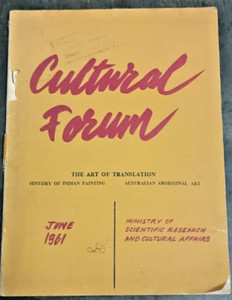 Cultural
Forum
THE ART OF TRANSLATION
HISTORY OF INDIAN PAINTING AUSTRALIAN ABORIGINAL ART
JUNE
1961
MINISTRY OF
SCIENTIFIC RESEARCH
AND CULTURAL AFFAIRS